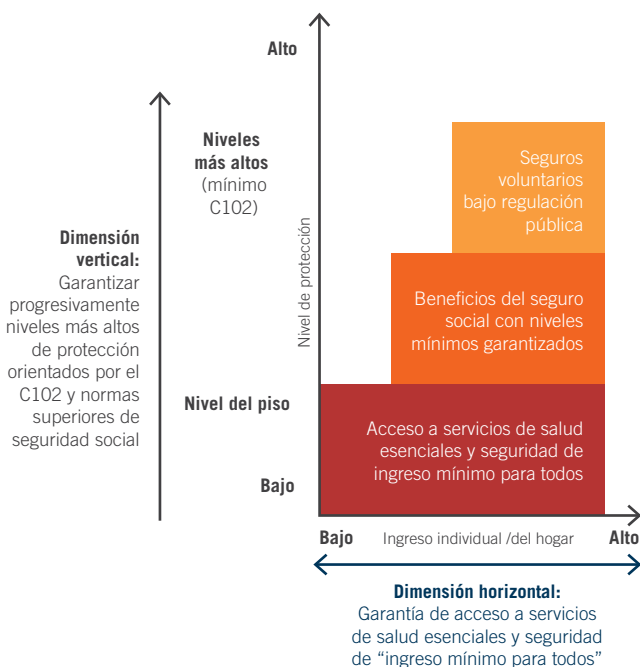 Alto
Niveles
más altos
(mínimo
C102)
Dimensión
vertical:
Garantizar
progresivamente
niveles más altos
de protección
orientados por el
C102 y normas
superiores de
seguridad social
Nivel de protección
Seguros
voluntarios
bajo regulación
pública
Beneficios del seguro
social con niveles
mínimos garantizados
Nivel del piso
Acceso a servicios de salud
esenciales y seguridad de
ingreso mínimo para todos
Bajo
Bajo
Ingreso individual /del hogar
Alto
Dimensión horizontal:
Garantía de acceso a servicios
de salud esenciales y seguridad
de “ingreso mínimo para todos”